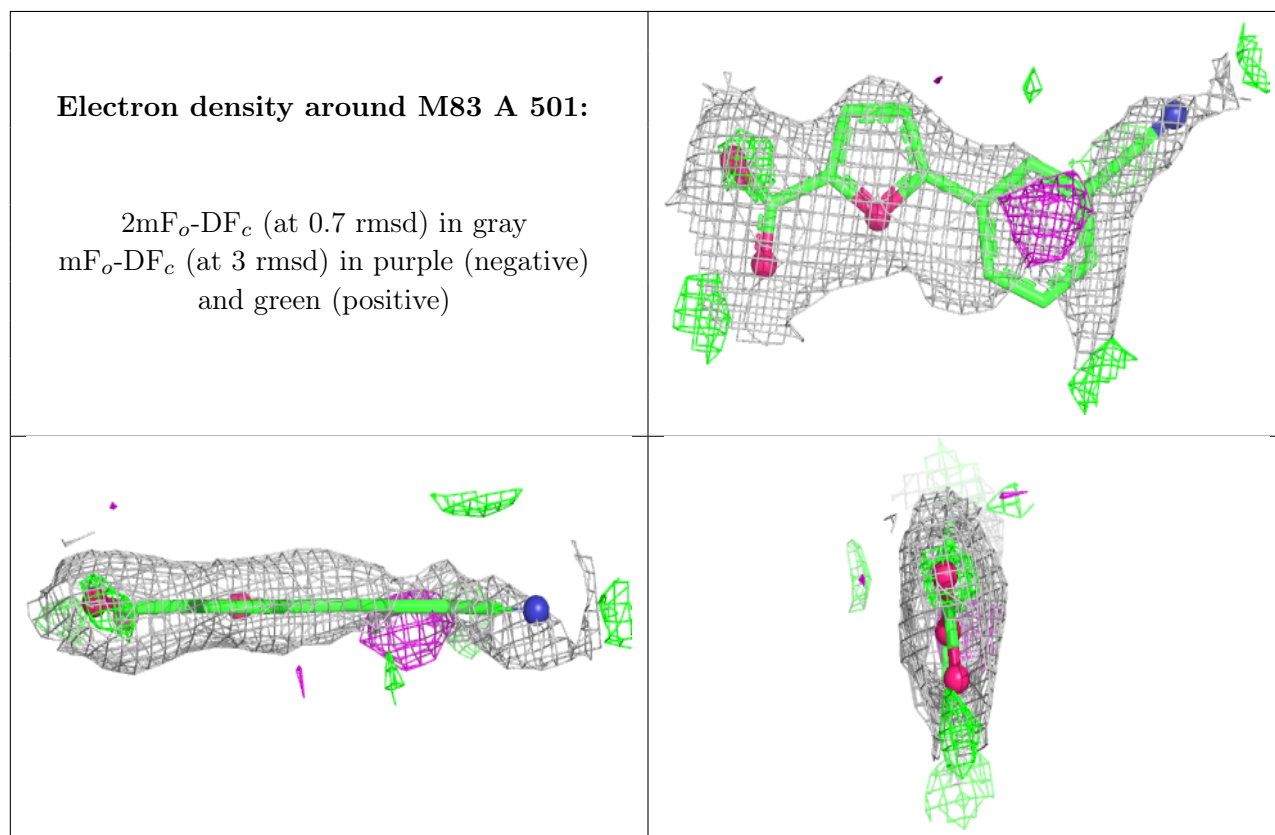 Electron density around M83 A 501:
2mFo-DFc (at 0.7 rmsd) in gray
mFo-DFc (at 3 rmsd) in purple (negative)
and green (positive)